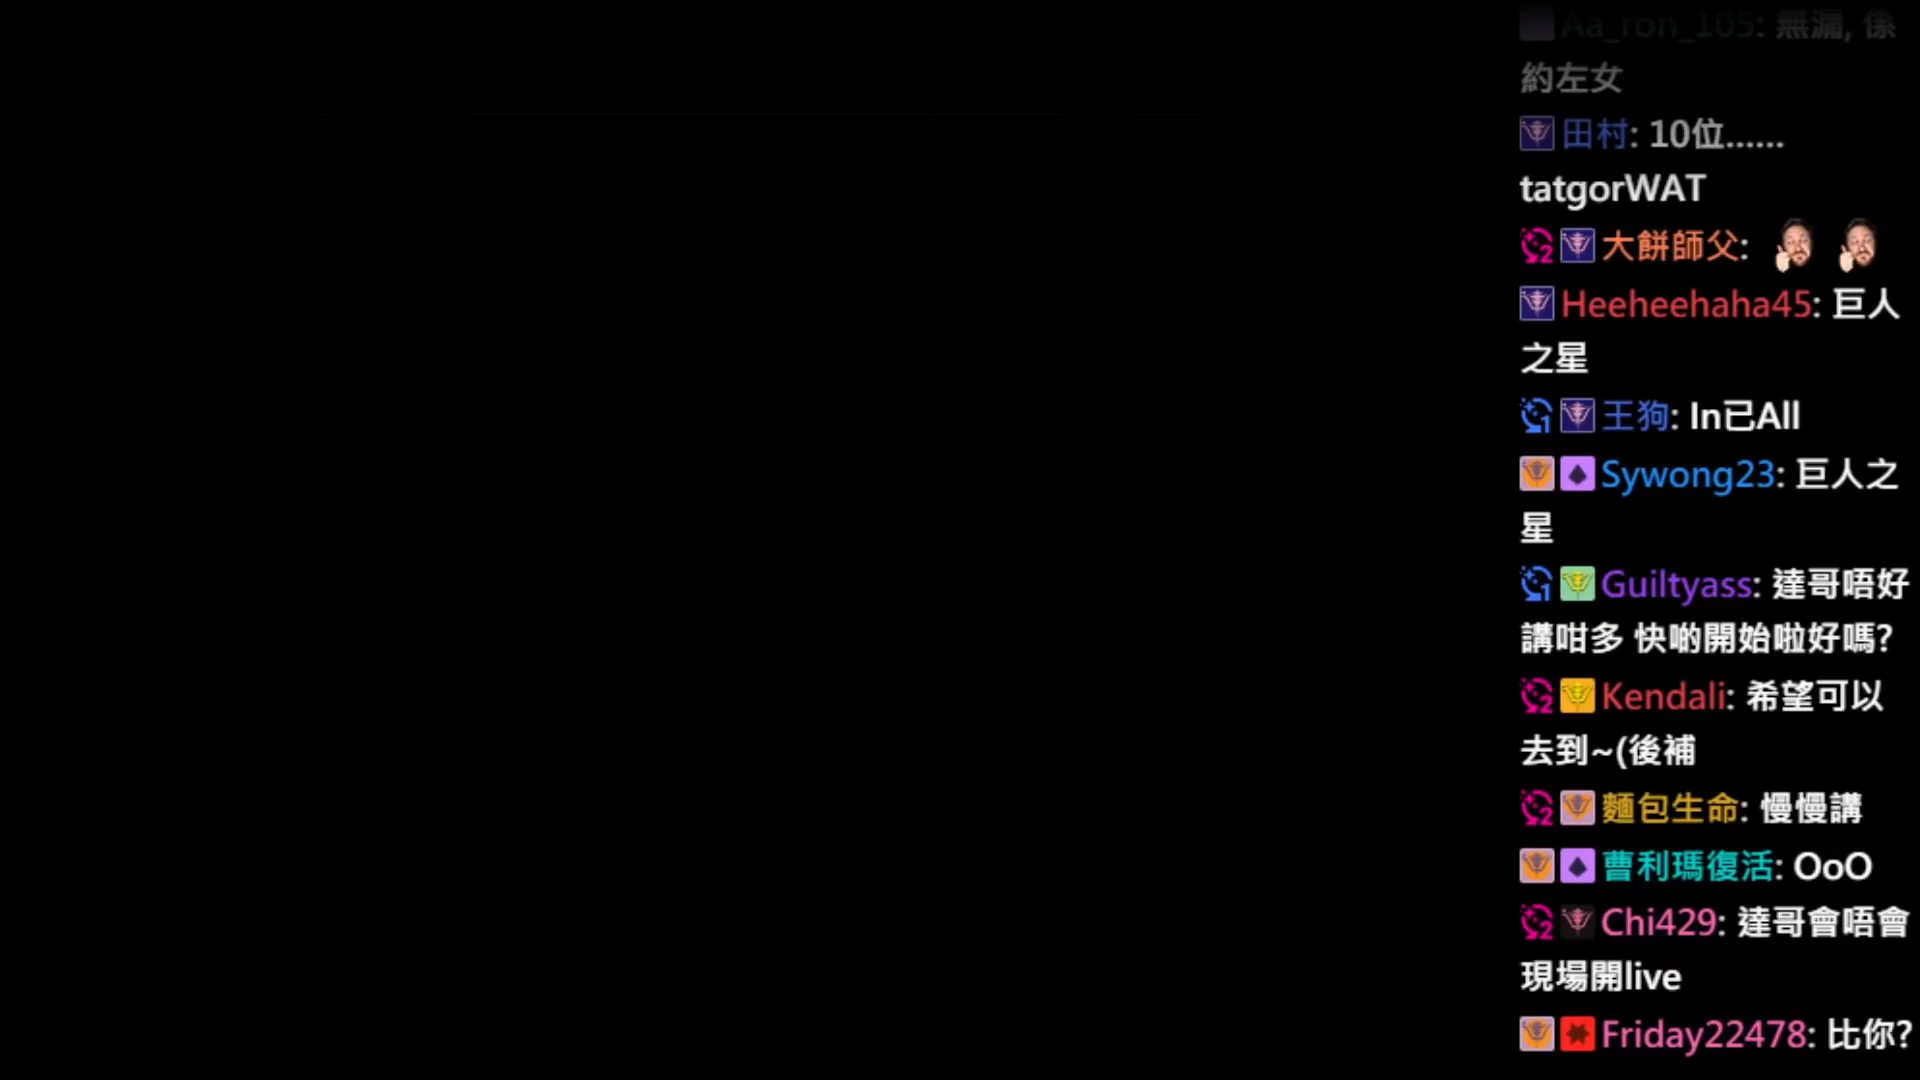 Aa_ron_105: 無漏, 係
約左女
田村: 10位......
tatgorWAT
大餅師父:
Heeheehaha45: 巨人
之星
王狗: In已All
Sywong23: 巨人之
星
Guiltyass: 達哥唔好
講咁多 快啲開始啦好嗎?
Kendali: 希望可以
去到~(後補
麵包生命: 慢慢講
曹利瑪復活: OoO
Chi429: 達哥會唔會
現場開live
Friday22478: 比你?